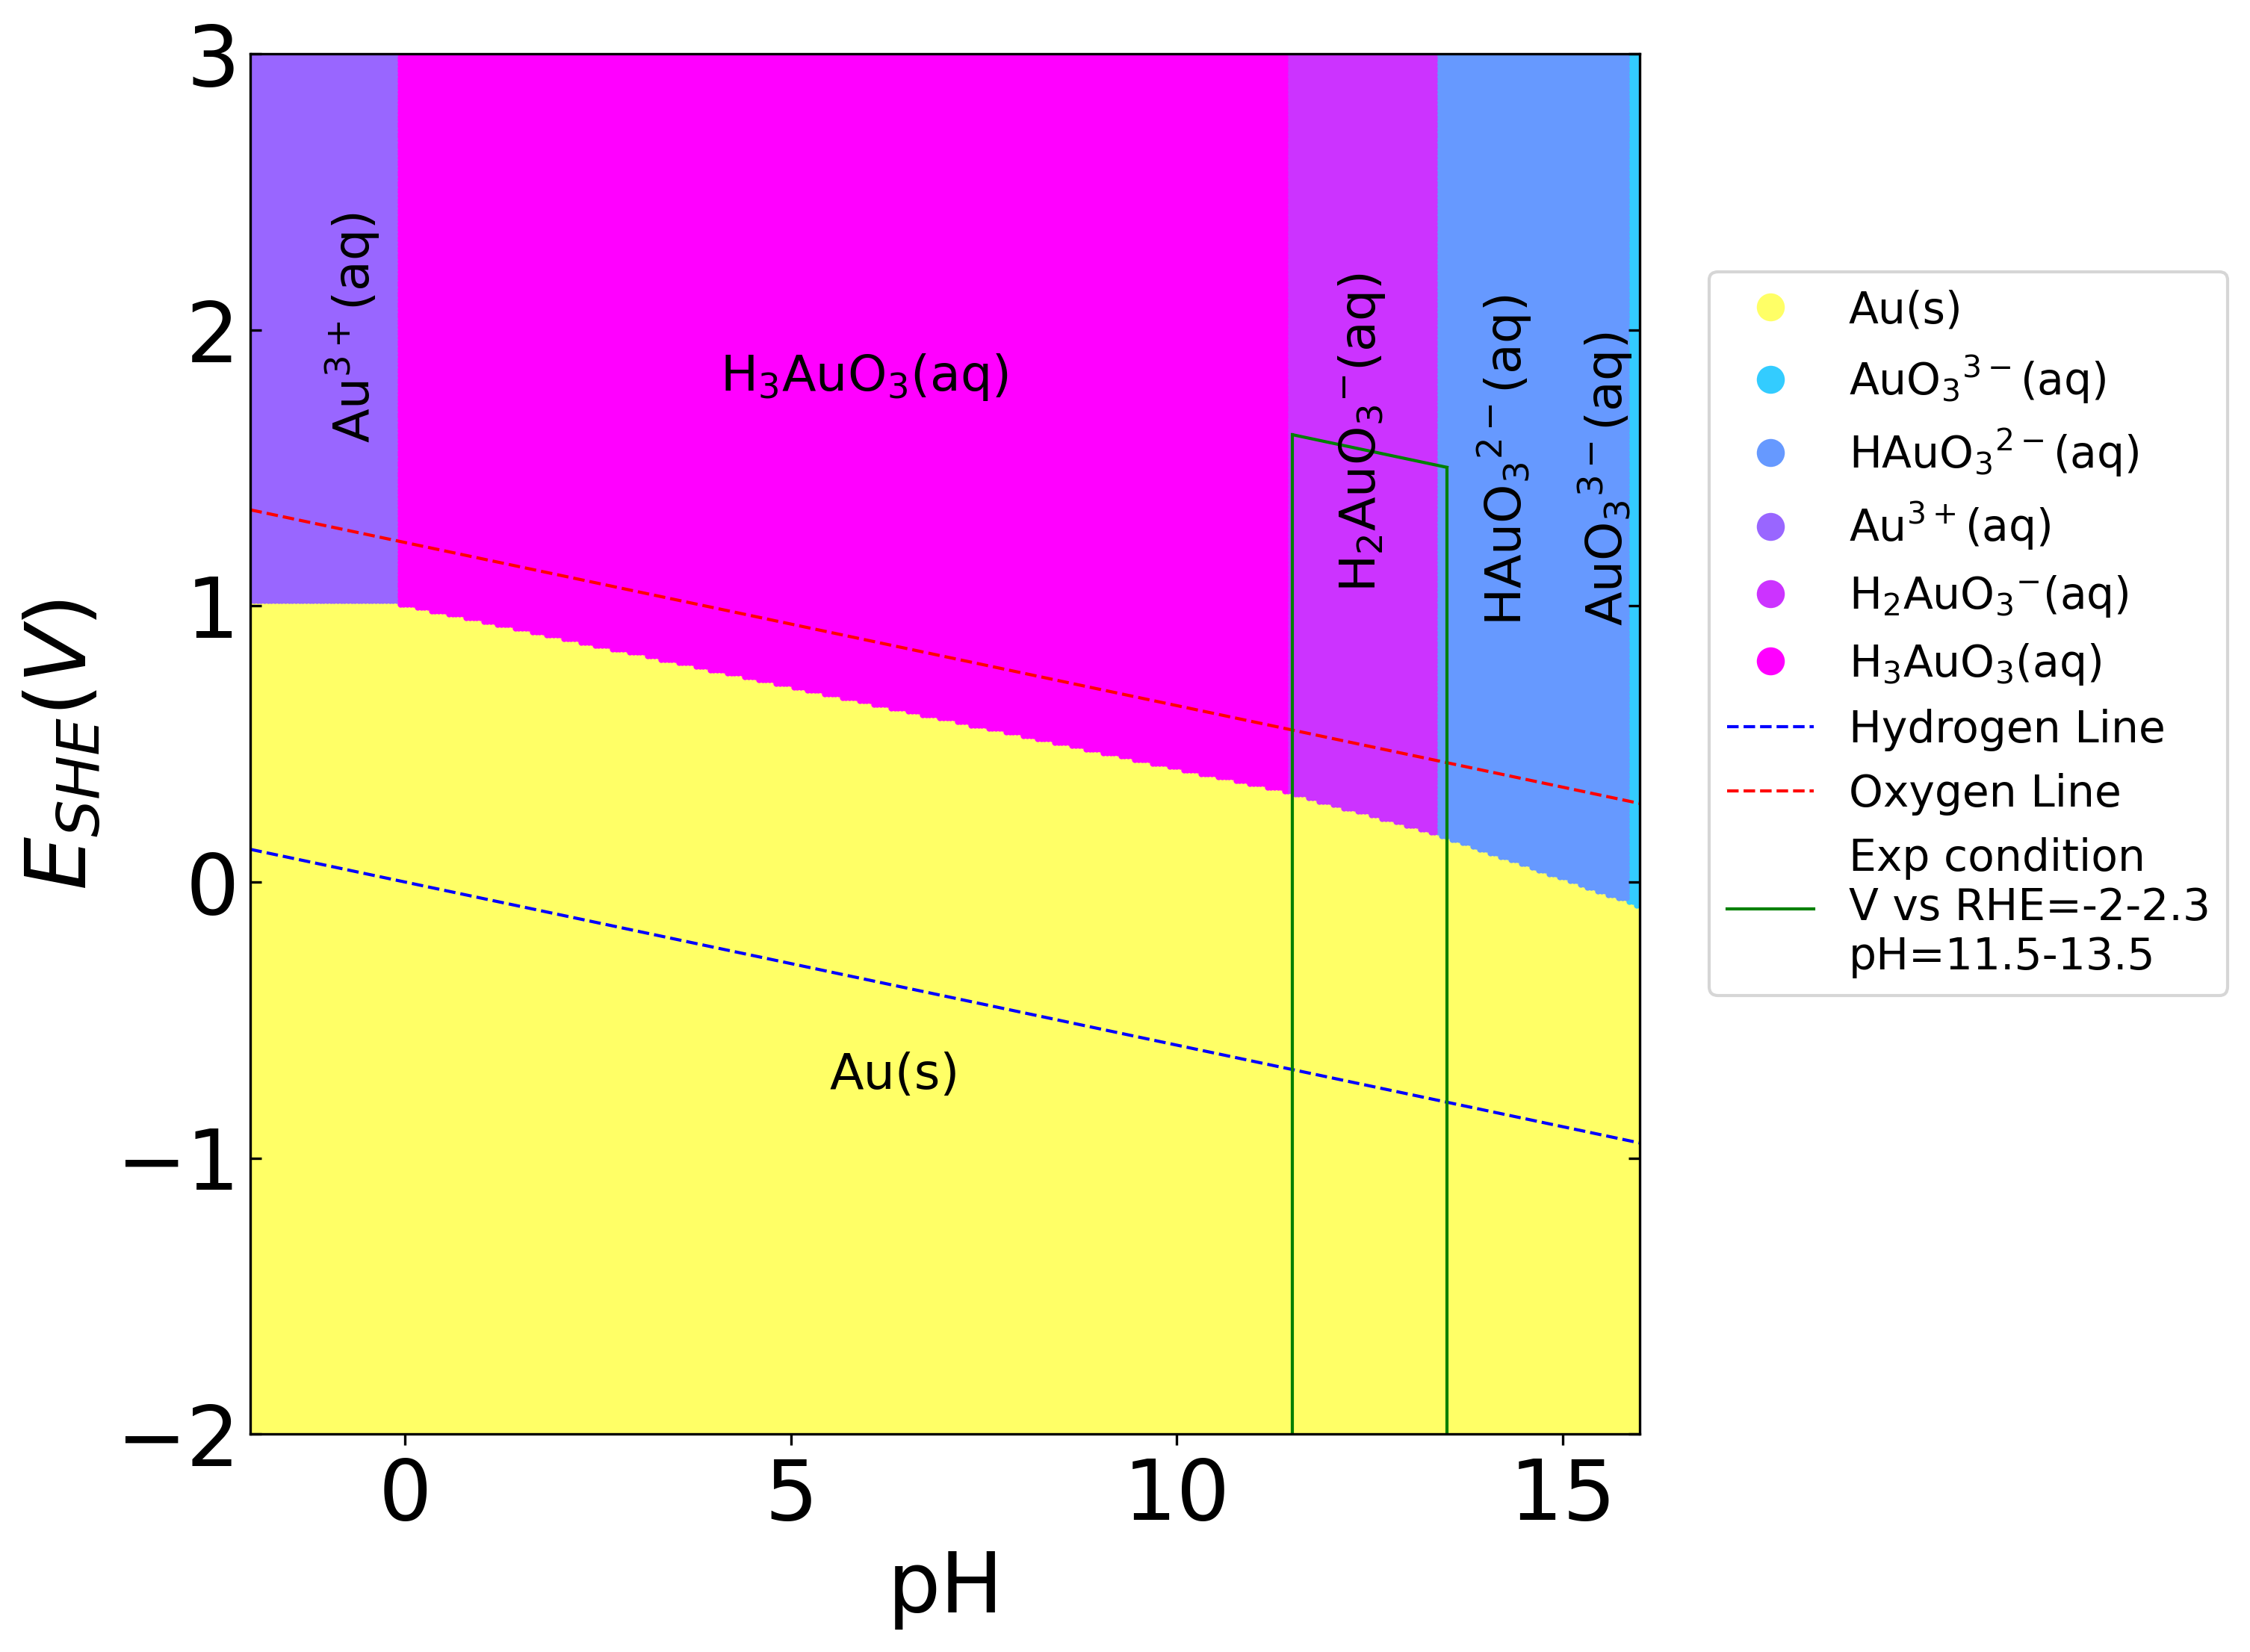 3
2
1
0
−1
−2
E_SHE(V)
0 5 10 15
pH
Au³⁺(aq)
H₃AuO₃(aq)
H₂AuO₃⁻(aq)
HAuO₃²⁻(aq)
AuO₃³⁻(aq)
Au(s)
Au(s)
AuO₃³⁻(aq)
HAuO₃²⁻(aq)
Au³⁺(aq)
H₂AuO₃⁻(aq)
H₃AuO₃(aq)
Hydrogen Line
Oxygen Line
Exp condition
V vs RHE=-2-2.3
pH=11.5-13.5